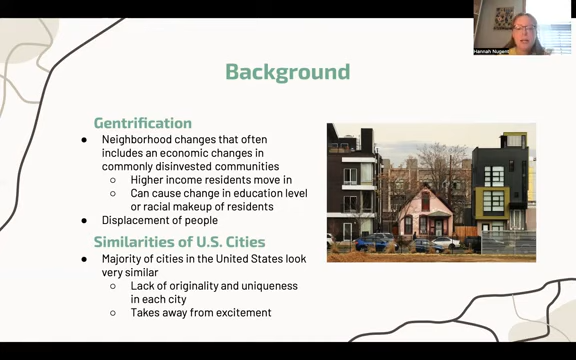 Background
Gentrification
● Neighborhood changes that often
includes an economic changes in
commonly disinvested communities
○ Higher income residents move in
○ Can cause change in education level
or racial makeup of residents
● Displacement of people
Similarities of U.S. Cities
● Majority of cities in the United States look
very similar
○ Lack of originality and uniqueness
in each city
○ Takes away from excitement
Hannah Nugent